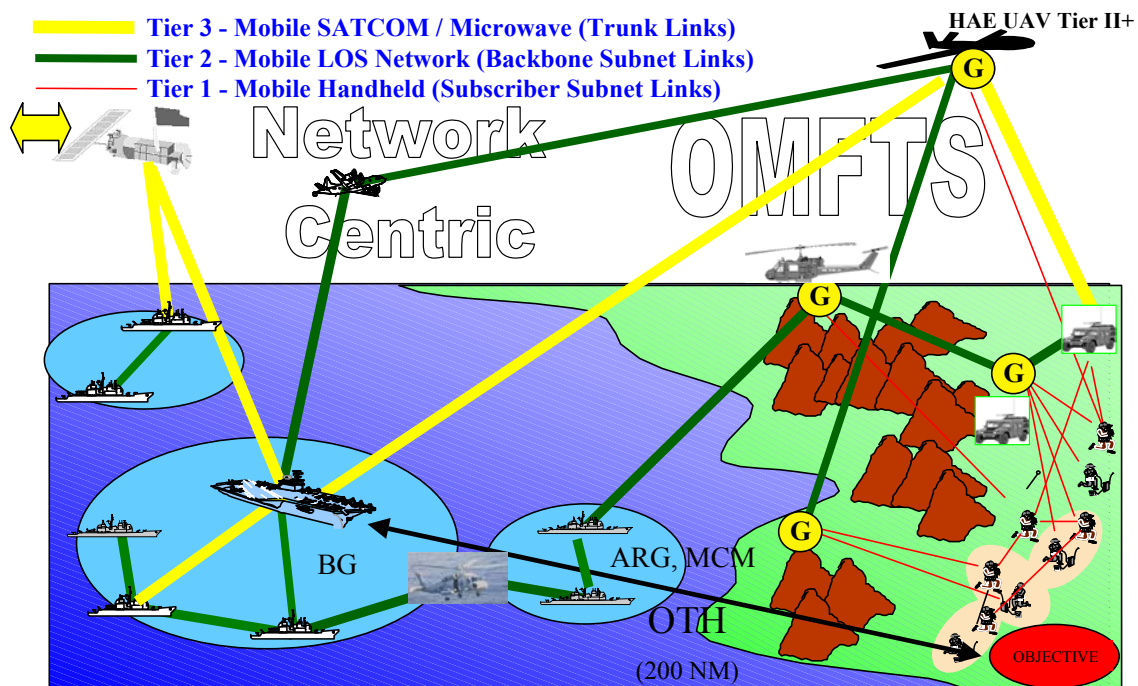 HAE UAV Tier II+
Tier 3 - Mobile SATCOM / Microwave (Trunk Links)
Tier 2 - Mobile LOS Network (Backbone Subnet Links)
Tier 1 - Mobile Handheld (Subscriber Subnet Links)
G
Network
Centric
OMFTS
G
G
G
BG
ARG, MCM
OTH
(200 NM)
OBJECTIVE